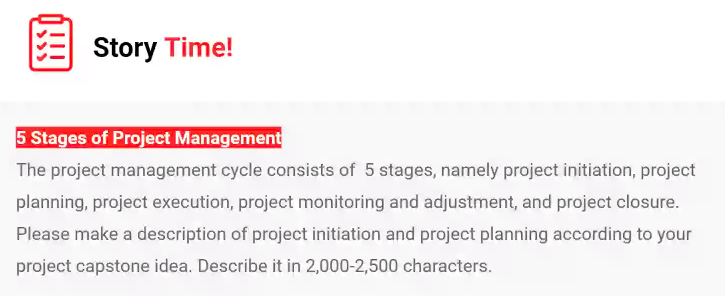 Story Time!
5 Stages of Project Management
The project management cycle consists of  5 stages, namely project initiation, project
planning, project execution, project monitoring and adjustment, and project closure.
Please make a description of project initiation and project planning according to your
project capstone idea. Describe it in 2,000-2,500 characters.